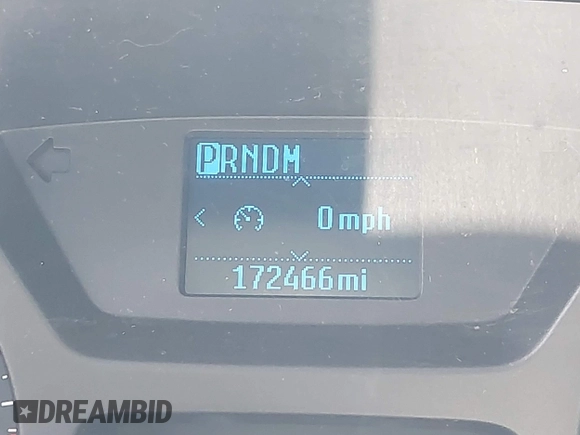 PRNDM
0mph
172466mi
DREAMBID